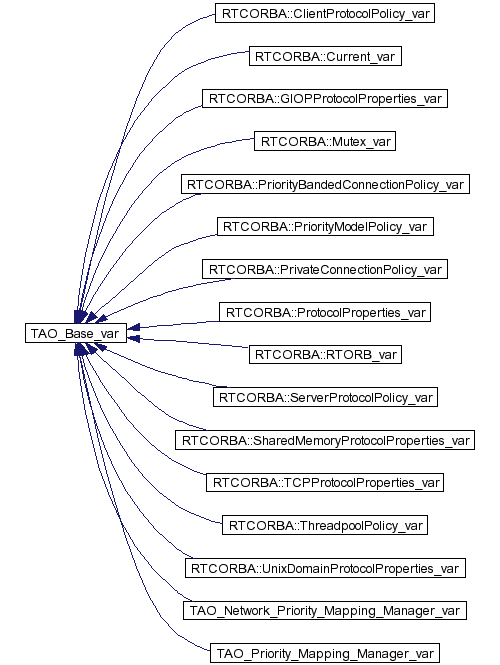 RTCORBA::ClientProtocolPolicy_var
RTCORBA::Current_var
RTCORBA::GIOPProtocolProperties_var
RTCORBA::Mutex_var
RTCORBA::PriorityBandedConnectionPolicy_var
RTCORBA::PriorityModelPolicy_var
RTCORBA::PrivateConnectionPolicy_var
RTCORBA::ProtocolProperties_var
TAO_Base_var
RTCORBA::RTORB_var
RTCORBA::ServerProtocolPolicy_var
RTCORBA::SharedMemoryProtocolProperties_var
RTCORBA::TCPProtocolProperties_var
RTCORBA::ThreadpoolPolicy_var
RTCORBA::UnixDomainProtocolProperties_var
TAO_Network_Priority_Mapping_Manager_var
TAO_Priority_Mapping_Manager_var